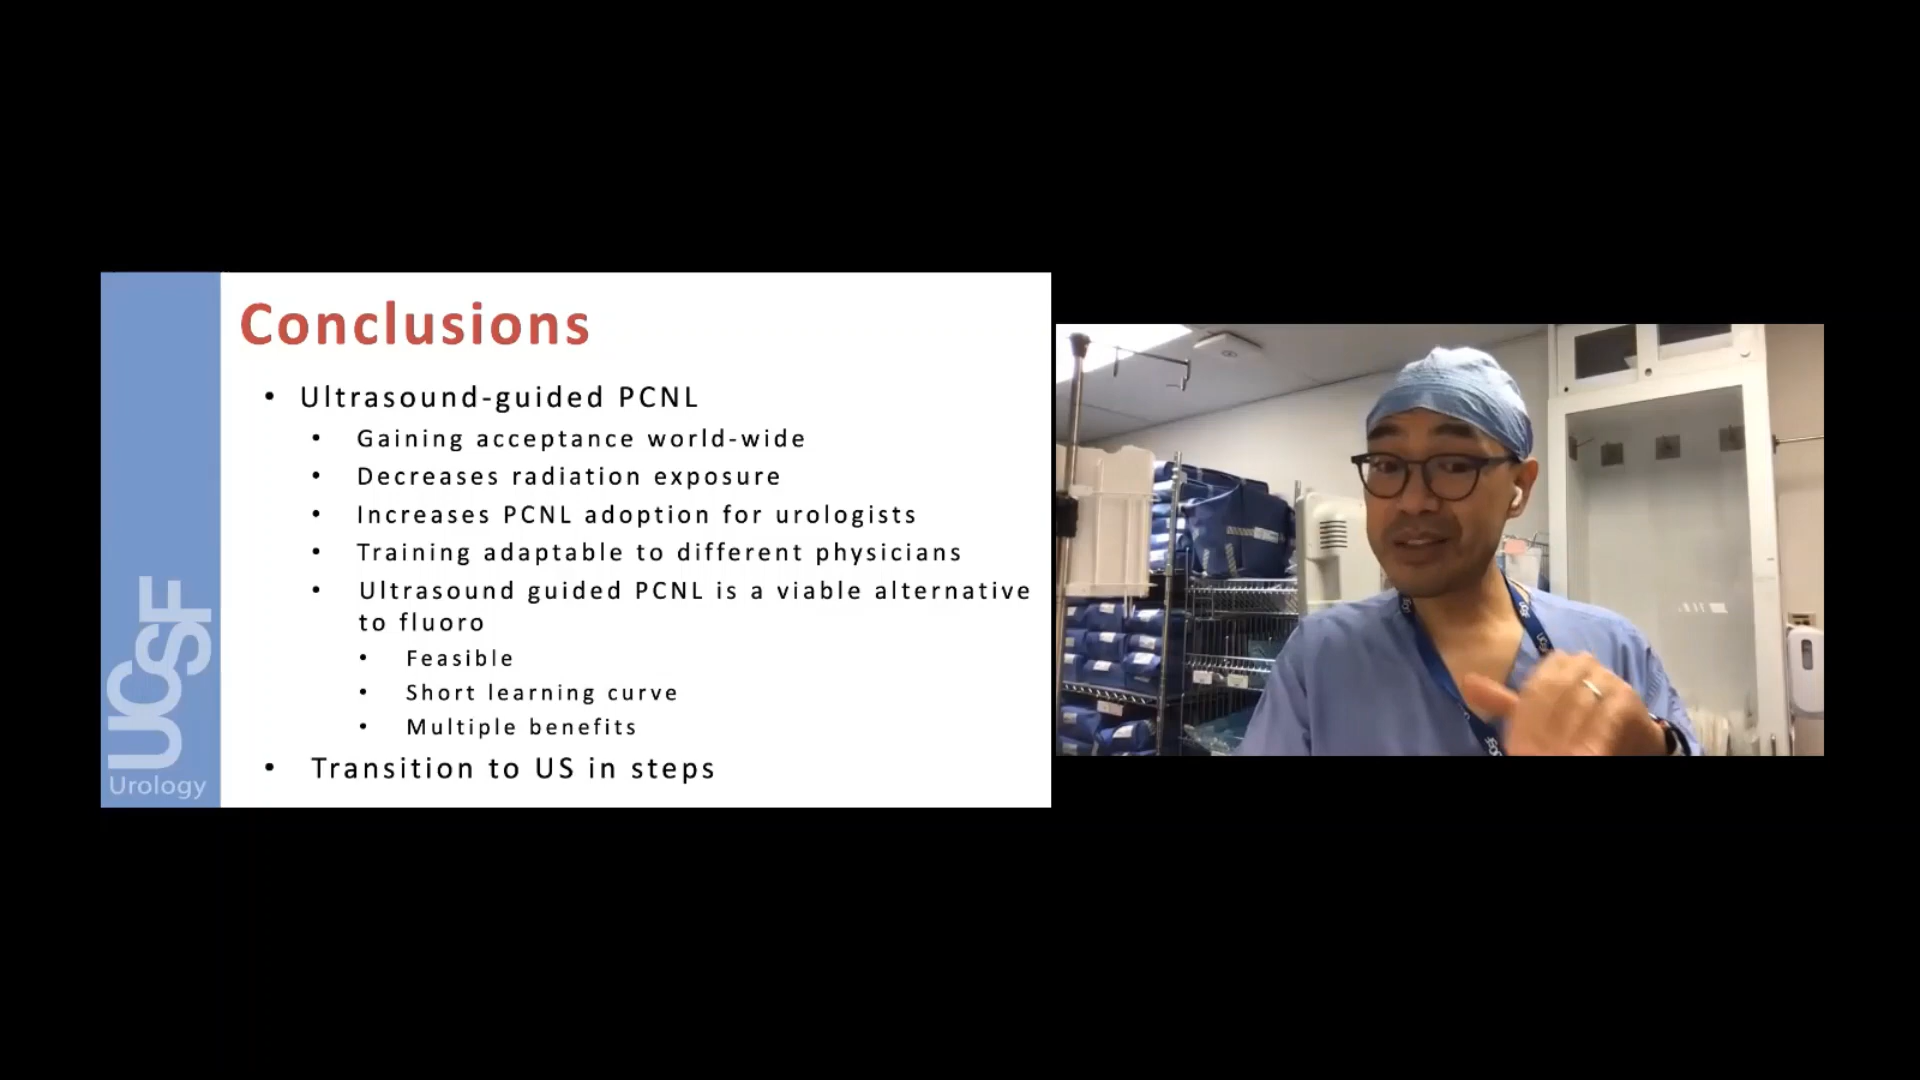 Conclusions
• Ultrasound-guided PCNL
• Gaining acceptance world-wide
• Decreases radiation exposure
• Increases PCNL adoption for urologists
• Training adaptable to different physicians
• Ultrasound guided PCNL is a viable alternative
to fluoro
• Feasible
• Short learning curve
• Multiple benefits
• Transition to US in steps
UCSF
Urology